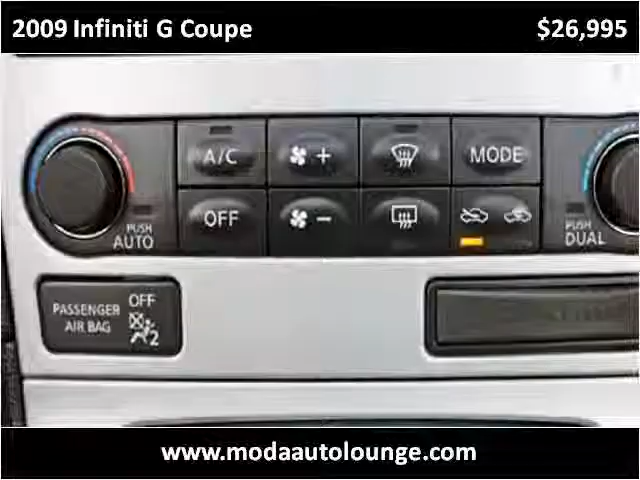 2009 Infiniti G Coupe $26,995
A/C + MODE
PUSH AUTO OFF - PUSH DUAL
PASSENGER AIR BAG OFF 2
www.modaautolounge.com